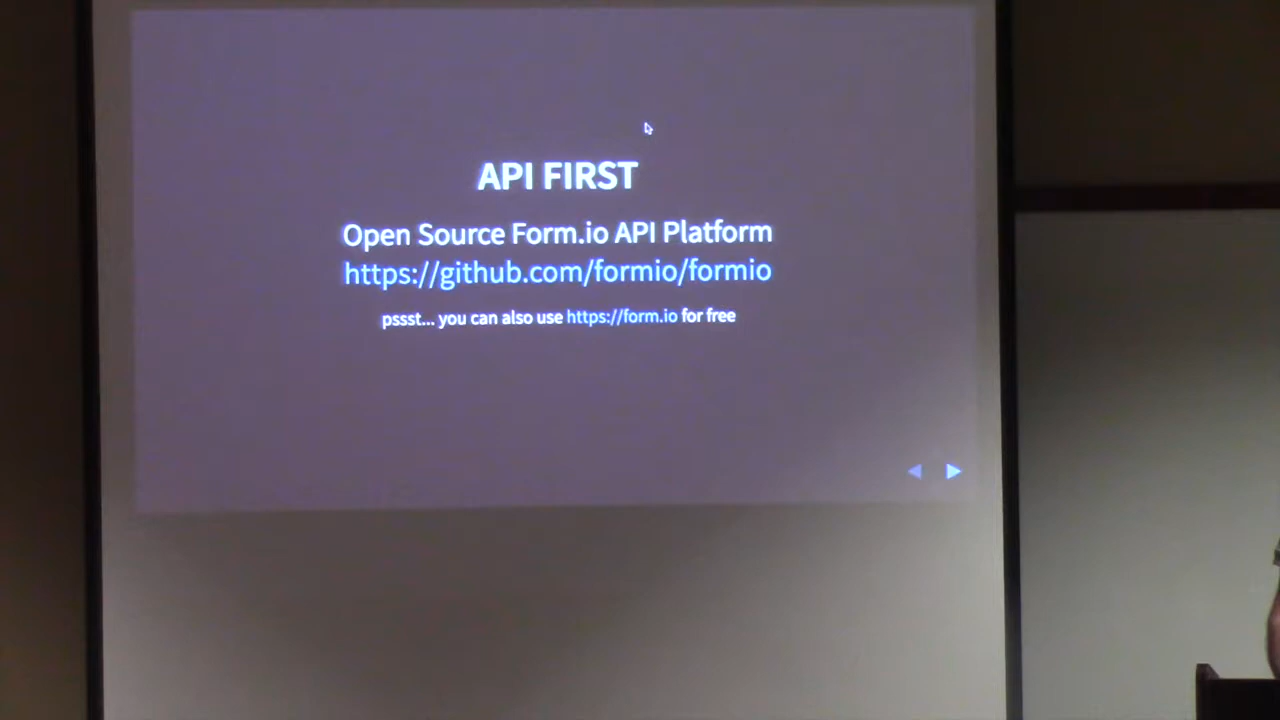 API FIRST
Open Source Form.io API Platform
https://github.com/formio/formio
pssst... you can also use https://form.io for free